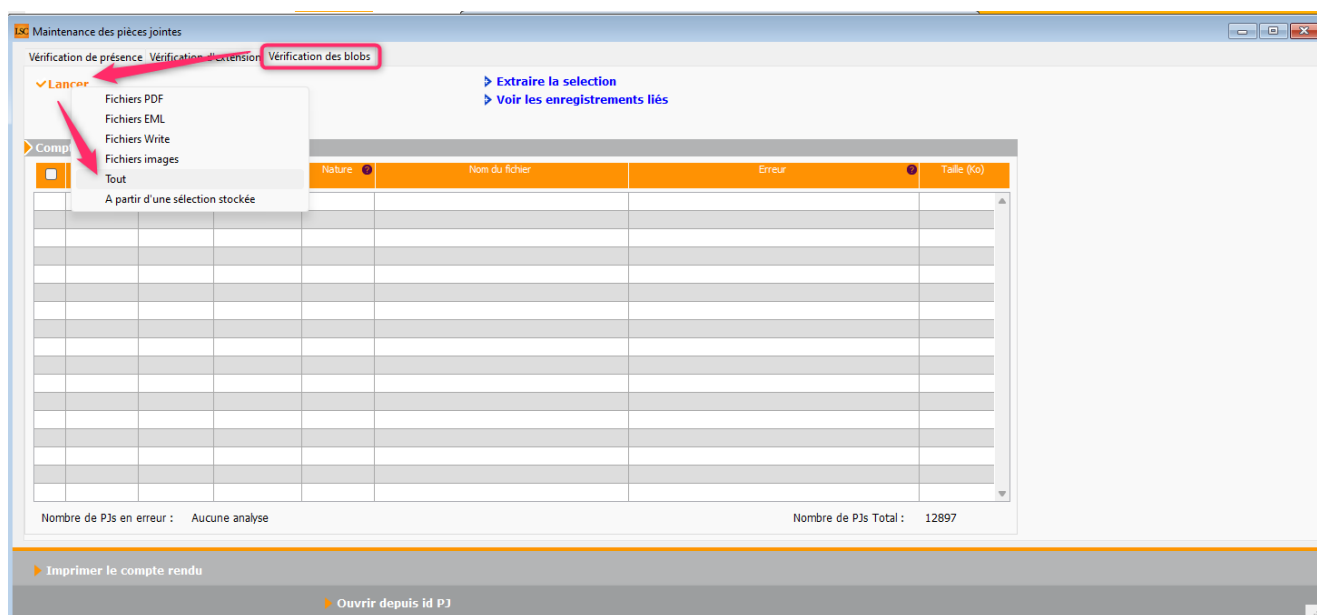 LSC Maintenance des pièces jointes
Vérification de présence Vérification d'extension Vérification des blobs
Lancer
Extraire la selection
Voir les enregistrements liés
Fichiers PDF
Fichiers EML
Fichiers Write
Fichiers images
Tout
A partir d'une sélection stockée
Nature ? Nom du fichier Erreur ? Taille (Ko)
Nombre de PJs en erreur : Aucune analyse
Nombre de PJs Total : 12897
Imprimer le compte rendu
Ouvrir depuis id PJ